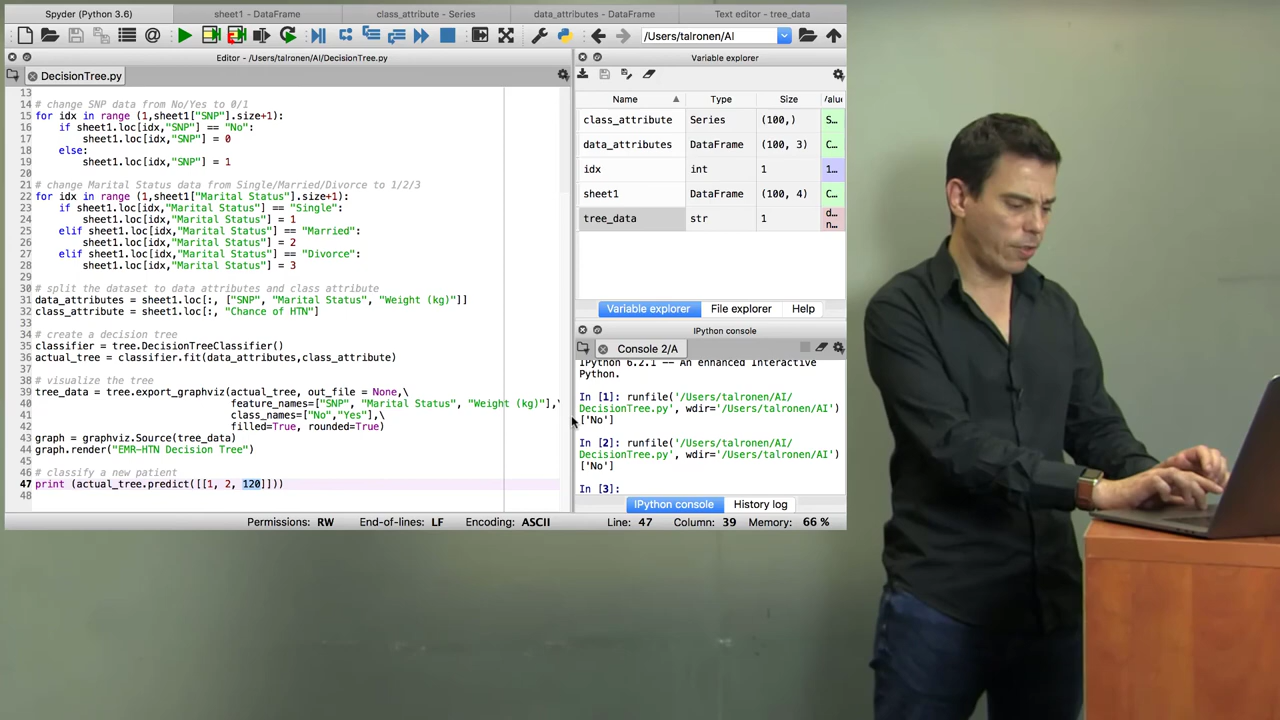 Spyder (Python 3.6)
sheet1 - DataFrame
class_attribute - Series
data_attributes - DataFrame
Text editor - tree_data
/Users/talronen/AI
Editor - /Users/talronen/AI/DecisionTree.py
DecisionTree.py
13
14 # change SNP data from No/Yes to 0/1
15 for idx in range (1,sheet1["SNP"].size+1):
16 if sheet1.loc[idx,"SNP"] == "No":
17 sheet1.loc[idx,"SNP"] = 0
18 else:
19 sheet1.loc[idx,"SNP"] = 1
20
21 # change Marital Status data from Single/Married/Divorce to 1/2/3
22 for idx in range (1,sheet1["Marital Status"].size+1):
23 if sheet1.loc[idx,"Marital Status"] == "Single":
24 sheet1.loc[idx,"Marital Status"] = 1
25 elif sheet1.loc[idx,"Marital Status"] == "Married":
26 sheet1.loc[idx,"Marital Status"] = 2
27 elif sheet1.loc[idx,"Marital Status"] == "Divorce":
28 sheet1.loc[idx,"Marital Status"] = 3
29
30 # split the dataset to data attributes and class attribute
31 data_attributes = sheet1.loc[:, ["SNP", "Marital Status", "Weight (kg)"]]
32 class_attribute = sheet1.loc[:, "Chance of HTN"]
33
34 # create a decision tree
35 classifier = tree.DecisionTreeClassifier()
36 actual_tree = classifier.fit(data_attributes,class_attribute)
37
38 # visualize the tree
39 tree_data = tree.export_graphviz(actual_tree, out_file = None,\
40 feature_names=["SNP", "Marital Status", "Weight (kg)"],\
41 class_names=["No","Yes"],\
42 filled=True, rounded=True)
43 graph = graphviz.Source(tree_data)
44 graph.render("EMR-HTN Decision Tree")
45
46 # classify a new patient
47 print (actual_tree.predict([[1, 2, 120]]))
48
Variable explorer
Name Type Size
class_attribute Series (100,) S…
data_attributes DataFrame (100, 3) C…
idx int 1 1…
sheet1 DataFrame (100, 4) C…
tree_data str 1 d… n…
Variable explorer File explorer Help
IPython console
Console 2/A
IPython 6.2.1 -- An enhanced Interactive
Python.
In [1]: runfile('/Users/talronen/AI/
DecisionTree.py', wdir='/Users/talronen/AI')
['No']
In [2]: runfile('/Users/talronen/AI/
DecisionTree.py', wdir='/Users/talronen/AI')
['No']
In [3]:
IPython console History log
Permissions: RW End-of-lines: LF Encoding: ASCII Line: 47 Column: 39 Memory: 66 %